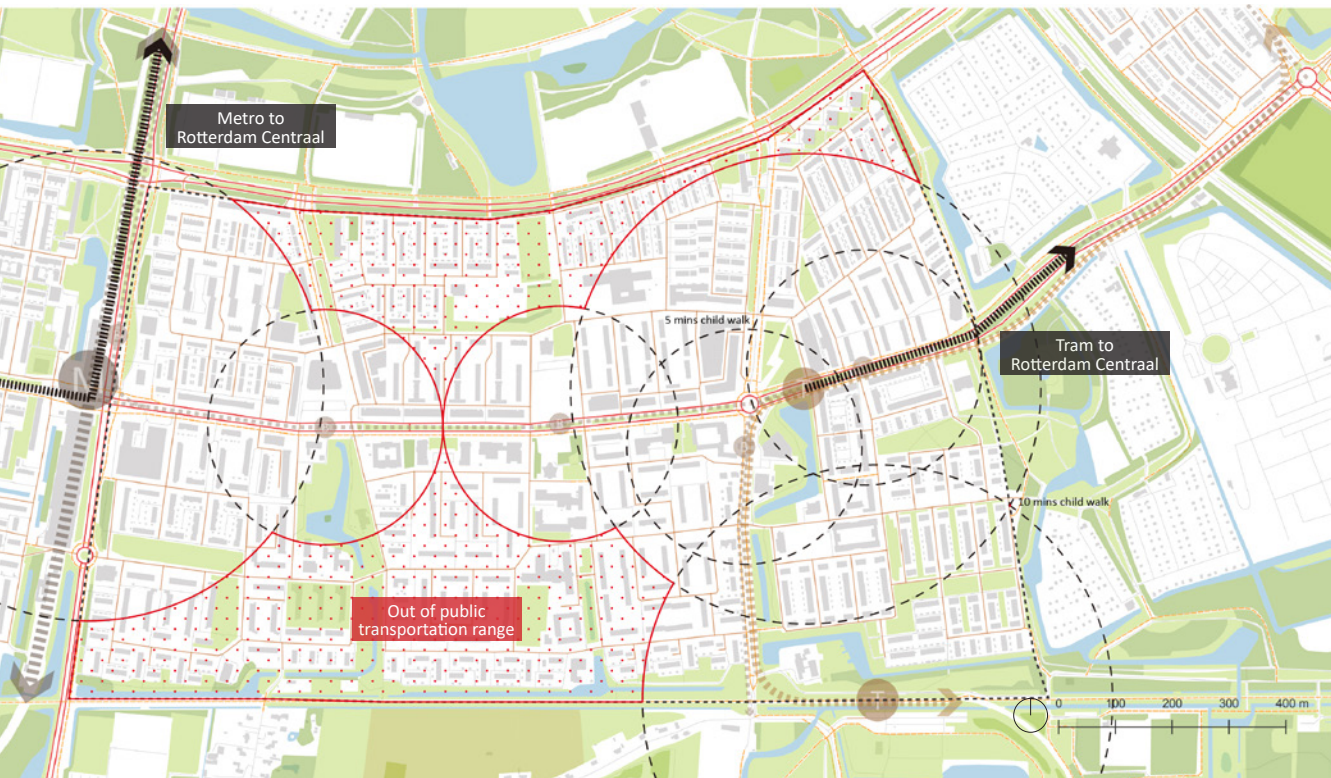 Metro to
Rotterdam Centraal
5 mins child walk
Tram to
Rotterdam Centraal
M
10 mins child walk
Out of public
transportation range
T
0 100 200 300 400 m